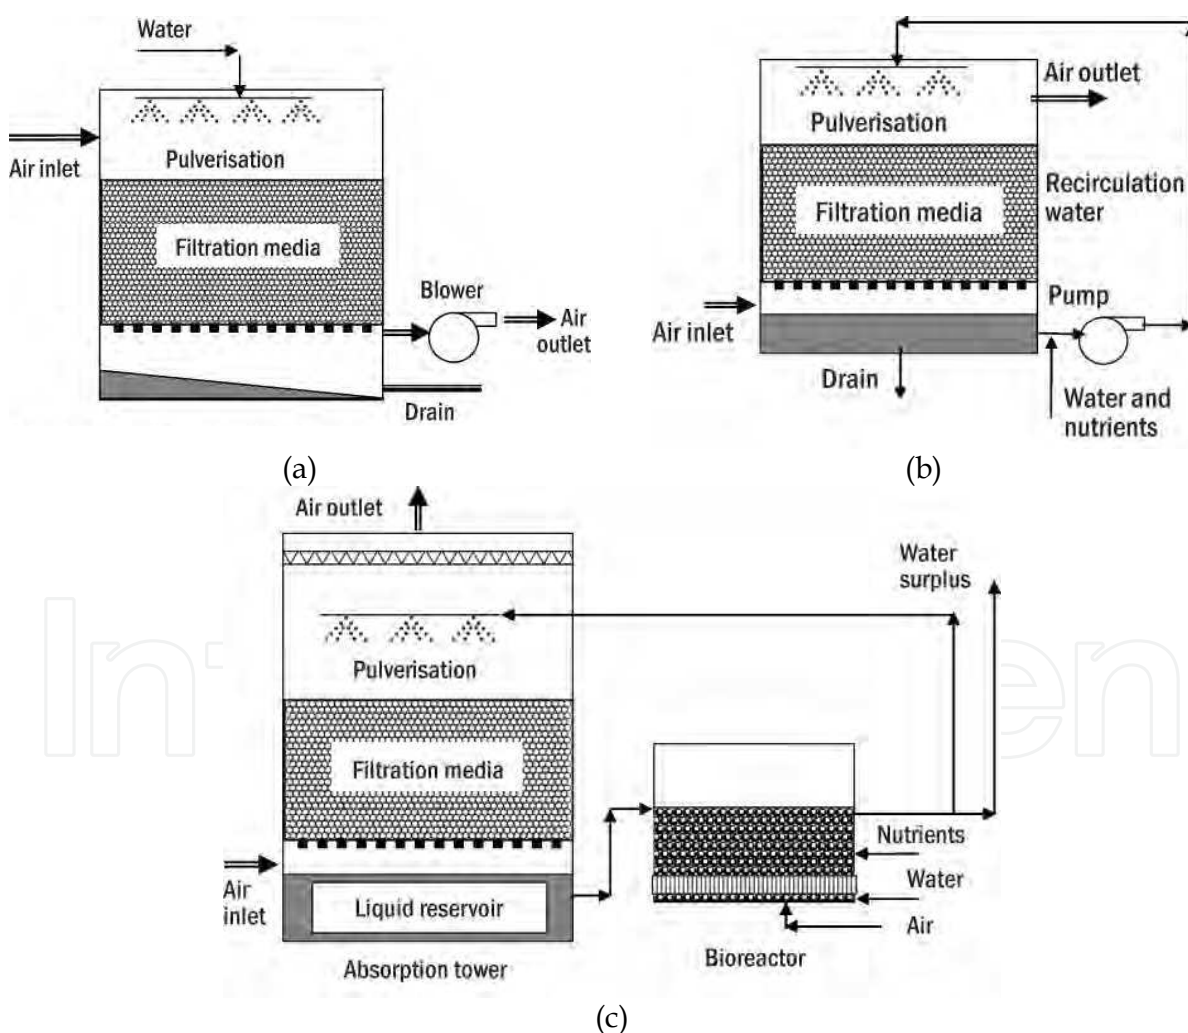 Water
Air inlet
Pulverisation
Filtration media
Blower
Air
outlet
Drain
(a)
Air outlet
Pulverisation
Filtration media
Recirculation
water
Air inlet
Pump
Drain
Water and
nutrients
(b)
Air outlet
Water
surplus
Pulverisation
Filtration media
Air
inlet
Liquid reservoir
Absorption tower
Nutrients
Water
Air
Bioreactor
(c)